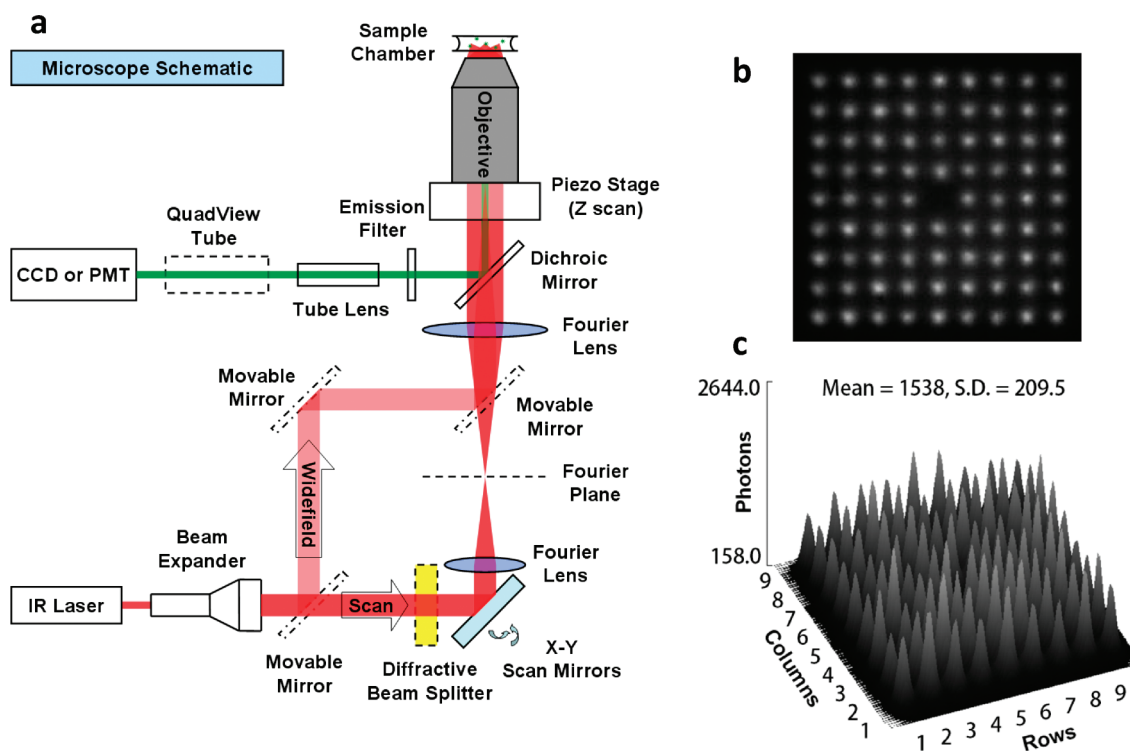 a
Microscope Schematic
Sample
Chamber
Objective
Piezo Stage
(Z scan)
Emission
Filter
QuadView
Tube
CCD or PMT
Tube Lens
Dichroic
Mirror
Fourier
Lens
Movable
Mirror
Movable
Mirror
Fourier
Plane
Widefield
Beam
Expander
Fourier
Lens
IR Laser
Scan
X-Y
Scan Mirrors
Movable
Mirror
Diffractive
Beam Splitter
b
c
2644.0
Mean = 1538, S.D. = 209.5
Photons
158.0
9
8
7
6
5
4
3
2
1
Columns
1 2 3 4 5 6 7 8 9
Rows